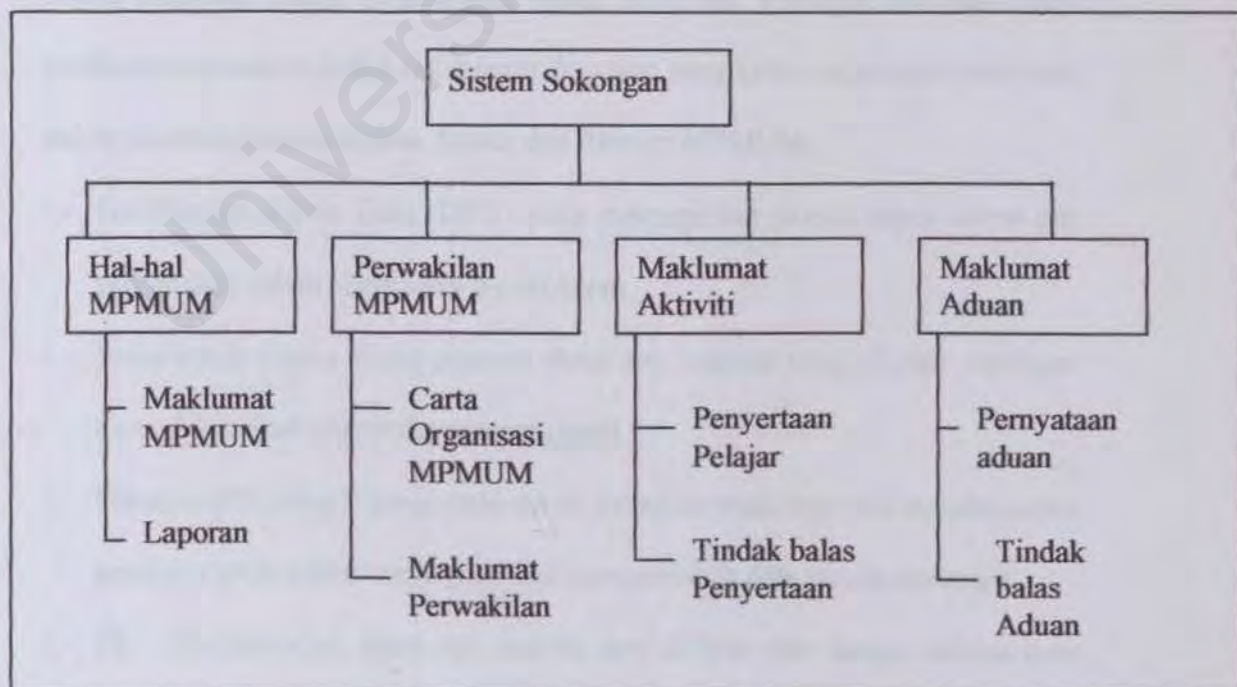 Universi
Sistem Sokongan
Hal-hal
MPMUM
Perwakilan
MPMUM
Maklumat
Aktiviti
Maklumat
Aduan
Maklumat
MPMUM
Laporan
Carta
Organisasi
MPMUM
Maklumat
Perwakilan
Penyertaan
Pelajar
Tindak balas
Penyertaan
Pernyataan
aduan
Tindak
balas
Aduan